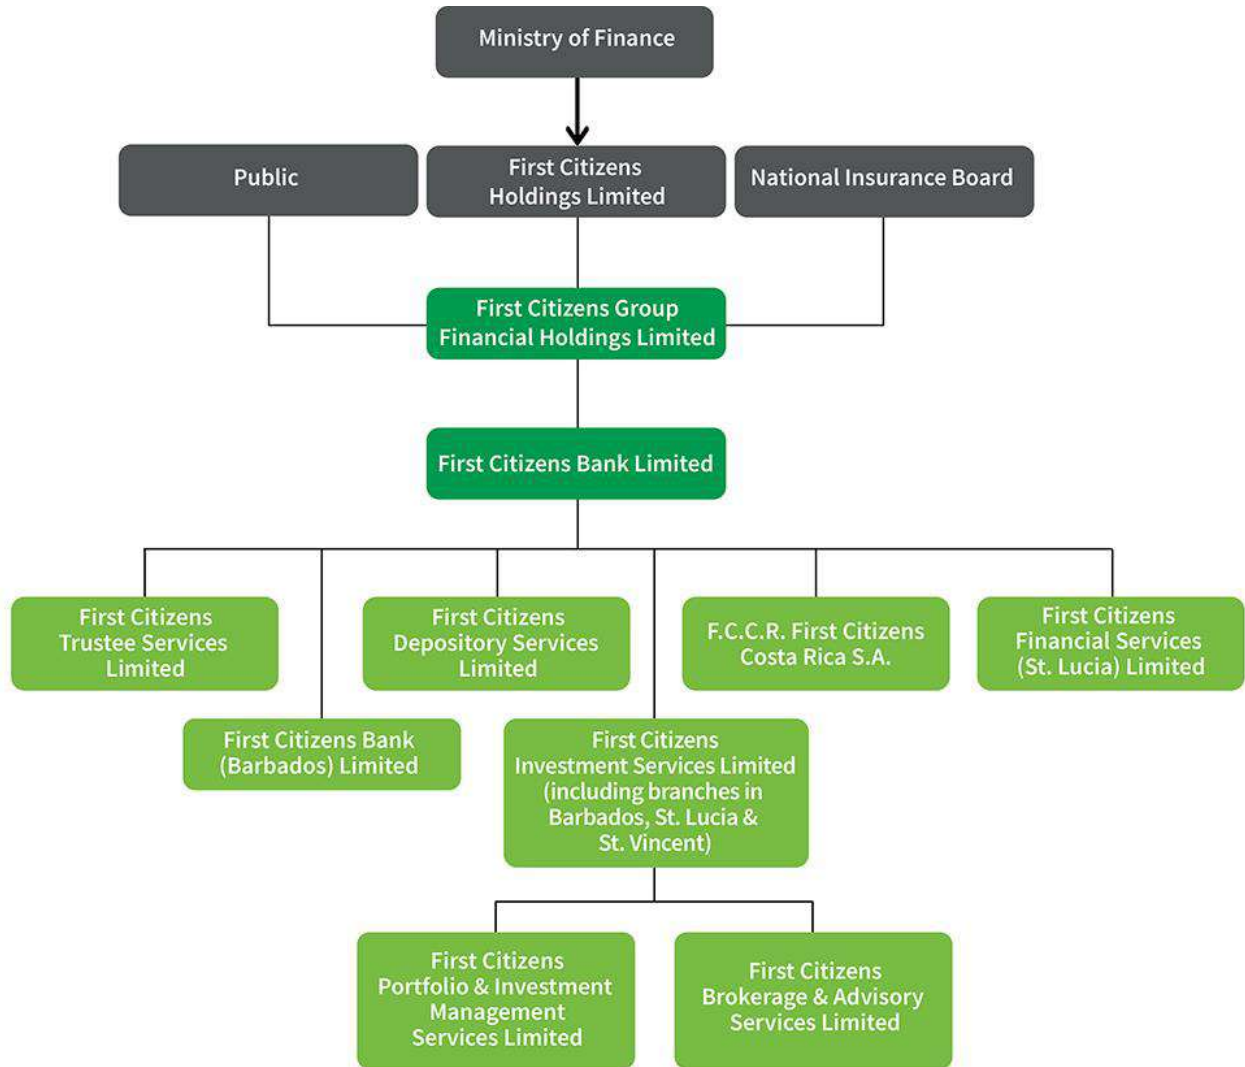 Ministry of Finance
Public
First Citizens
Holdings Limited
National Insurance Board
First Citizens Group
Financial Holdings Limited
First Citizens Bank Limited
First Citizens
Trustee Services
Limited
First Citizens
Depository Services
Limited
F.C.C.R. First Citizens
Costa Rica S.A.
First Citizens
Financial Services
(St. Lucia) Limited
First Citizens Bank
(Barbados) Limited
First Citizens
Investment Services Limited
(including branches in
Barbados, St. Lucia &
St. Vincent)
First Citizens
Portfolio & Investment
Management
Services Limited
First Citizens
Brokerage & Advisory
Services Limited